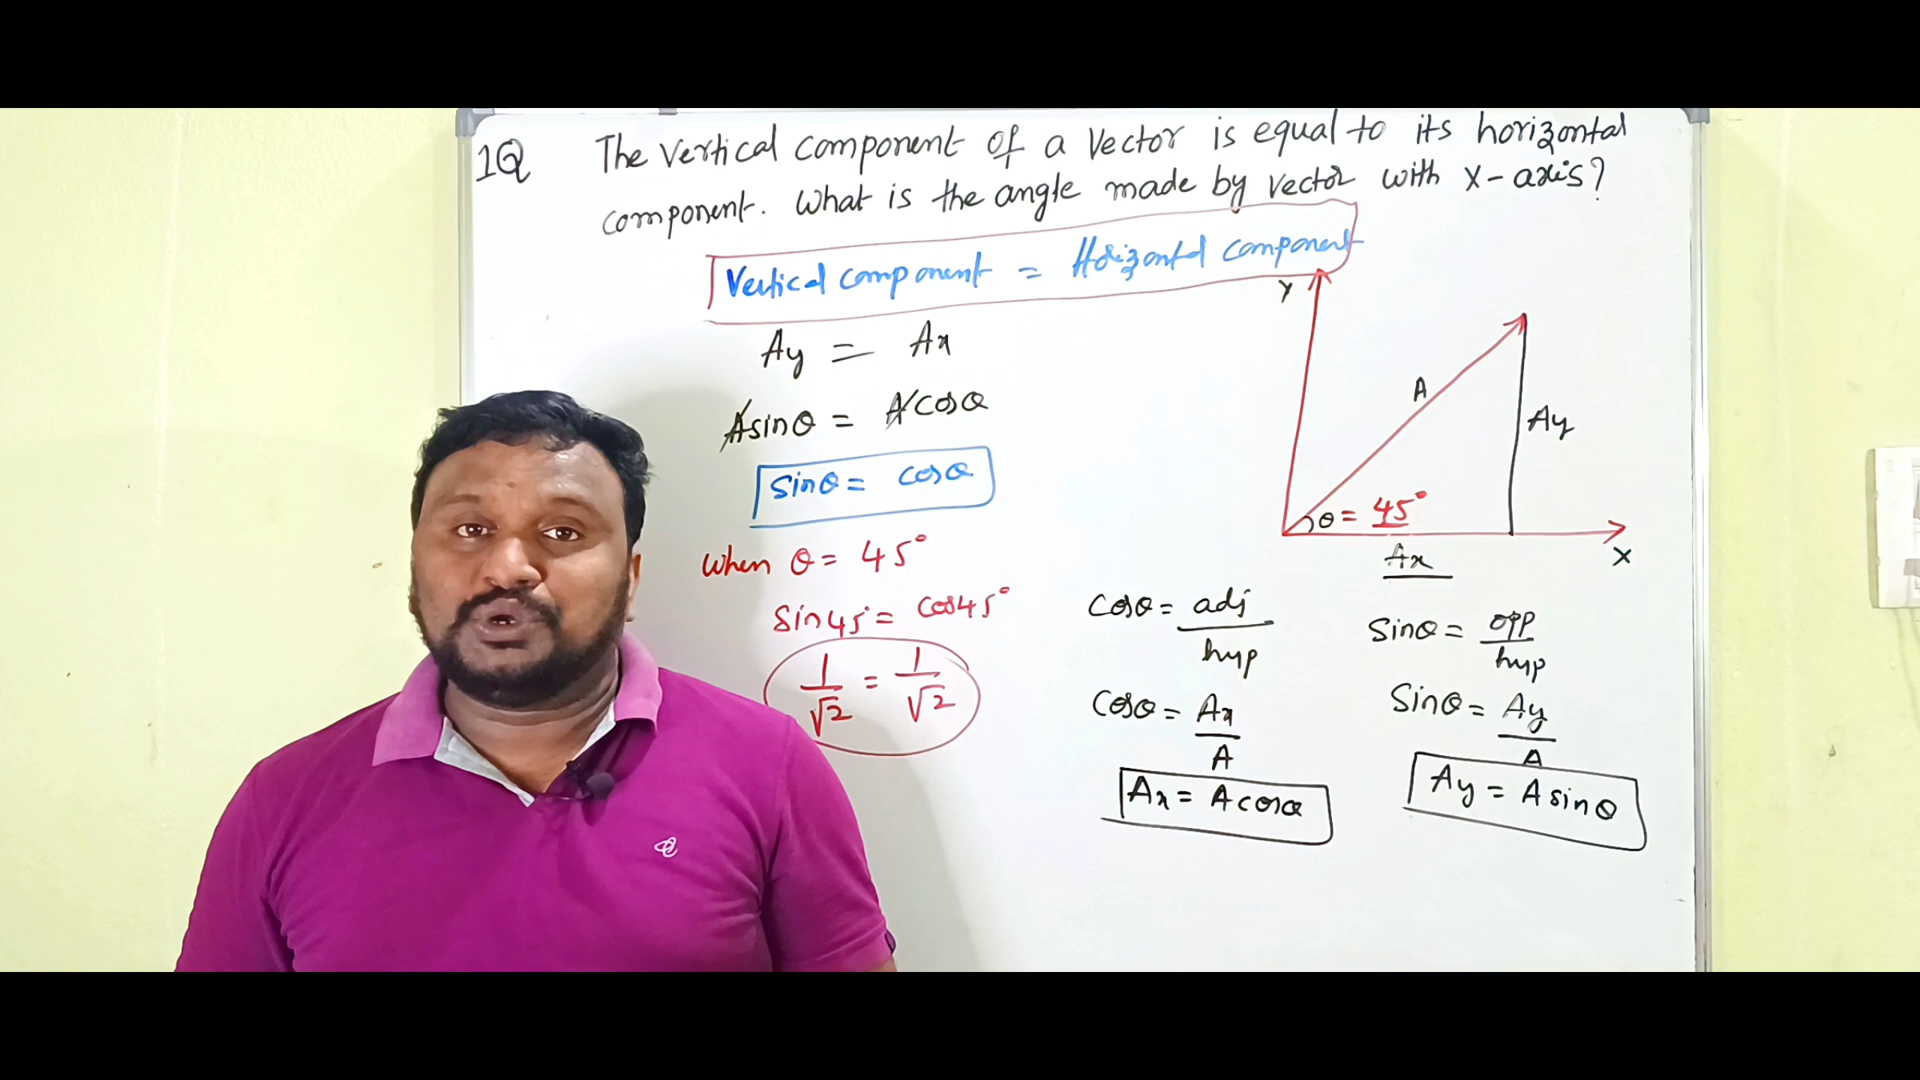 1Q The Vertical component of a Vector is equal to its horizontal
component. What is the angle made by vector with X-axis?
Vertical component = Horizontal component
Ay = Ax
Asinθ = Acosθ
Sinθ = cosθ
When θ = 45°
Sin45 = cos45°
1/√2 = 1/√2
Y
A
Ay
θ = 45°
Ax
X
Cosθ = adj/hyp
Cosθ = Ax/A
Ax = Acosθ
Sinθ = opp/hyp
Sinθ = Ay/A
Ay = Asinθ